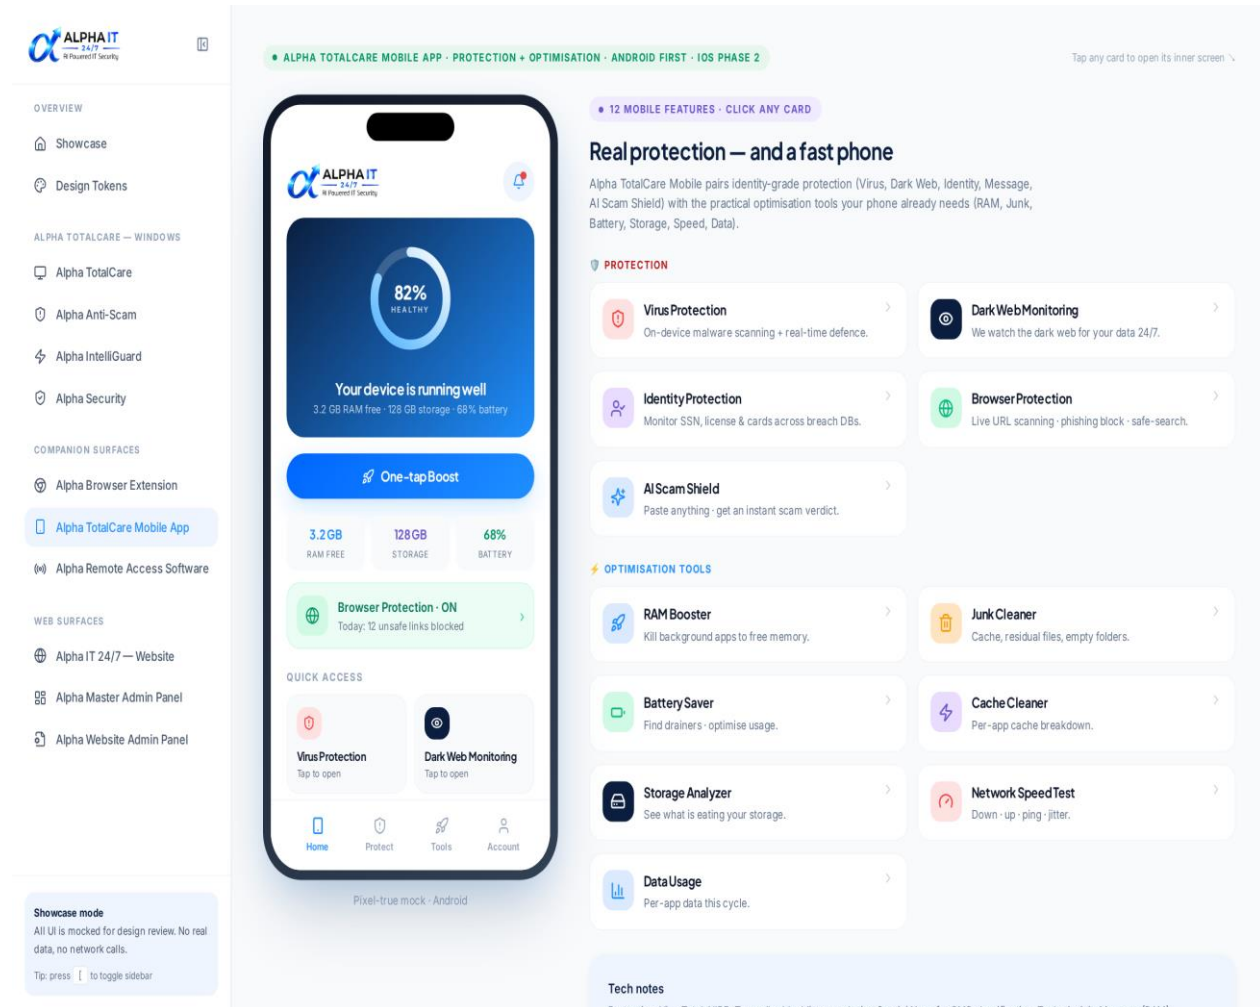 ALPHA IT
24/7
AI Powered IT Security
OVERVIEW
Showcase
Design Tokens
ALPHA TOTALCARE — WINDOWS
Alpha TotalCare
Alpha Anti-Scam
Alpha IntelliGuard
Alpha Security
COMPANION SURFACES
Alpha Browser Extension
Alpha TotalCare Mobile App
Alpha Remote Access Software
WEB SURFACES
Alpha IT 24/7 — Website
Alpha Master Admin Panel
Alpha Website Admin Panel
Showcase mode
All UI is mocked for design review. No real
data, no network calls.
Tip: press [ to toggle sidebar
ALPHA TOTALCARE MOBILE APP · PROTECTION + OPTIMISATION · ANDROID FIRST · IOS PHASE 2
Tap any card to open its inner screen ↘
ALPHA IT
24/7
AI Powered IT Security
82%
HEALTHY
Your device is running well
3.2 GB RAM free · 128 GB storage · 68% battery
One-tap Boost
3.2 GB
RAM FREE
128 GB
STORAGE
68%
BATTERY
Browser Protection · ON
Today: 12 unsafe links blocked
QUICK ACCESS
Virus Protection
Tap to open
Dark Web Monitoring
Tap to open
Home
Protect
Tools
Account
Pixel-true mock · Android
12 MOBILE FEATURES · CLICK ANY CARD
Real protection — and a fast phone
Alpha TotalCare Mobile pairs identity-grade protection (Virus, Dark Web, Identity, Message,
AI Scam Shield) with the practical optimisation tools your phone already needs (RAM, Junk,
Battery, Storage, Speed, Data).
PROTECTION
Virus Protection
On-device malware scanning + real-time defence.
Dark Web Monitoring
We watch the dark web for your data 24/7.
Identity Protection
Monitor SSN, license & cards across breach DBs.
Browser Protection
Live URL scanning · phishing block · safe-search.
AI Scam Shield
Paste anything · get an instant scam verdict.
OPTIMISATION TOOLS
RAM Booster
Kill background apps to free memory.
Junk Cleaner
Cache, residual files, empty folders.
Battery Saver
Find drainers · optimise usage.
Cache Cleaner
Per-app cache breakdown.
Storage Analyzer
See what is eating your storage.
Network Speed Test
Down · up · ping · jitter.
Data Usage
Per-app data this cycle.
Tech notes